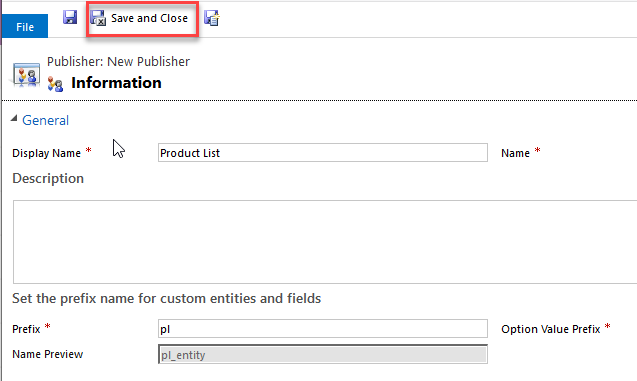 File Save and Close
Publisher: New Publisher
Information
General
Display Name * Product List Name *
Description
Set the prefix name for custom entities and fields
Prefix * pl Option Value Prefix *
Name Preview pl_entity